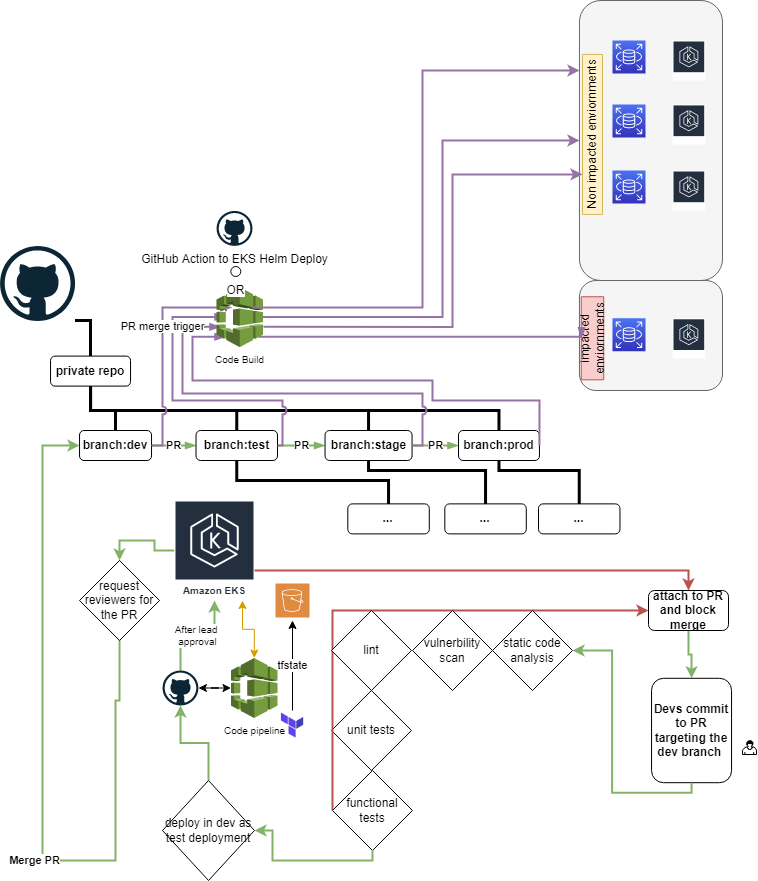 Non impacted enviornments
GitHub Action to EKS Helm Deploy
OR
PR merge trigger
Code Build
impacted
enviornments
private repo
branch:dev
PR
branch:test
PR
branch:stage
PR
branch:prod
...
...
...
K
Amazon EKS
request
reviewers for
the PR
After lead
approval
tfstate
Code pipeline
attach to PR
and block
merge
lint
vulnerbility
scan
static code
analysis
Devs commit
to PR
targeting the
dev branch
unit tests
functional
tests
deploy in dev as
test deployment
Merge PR